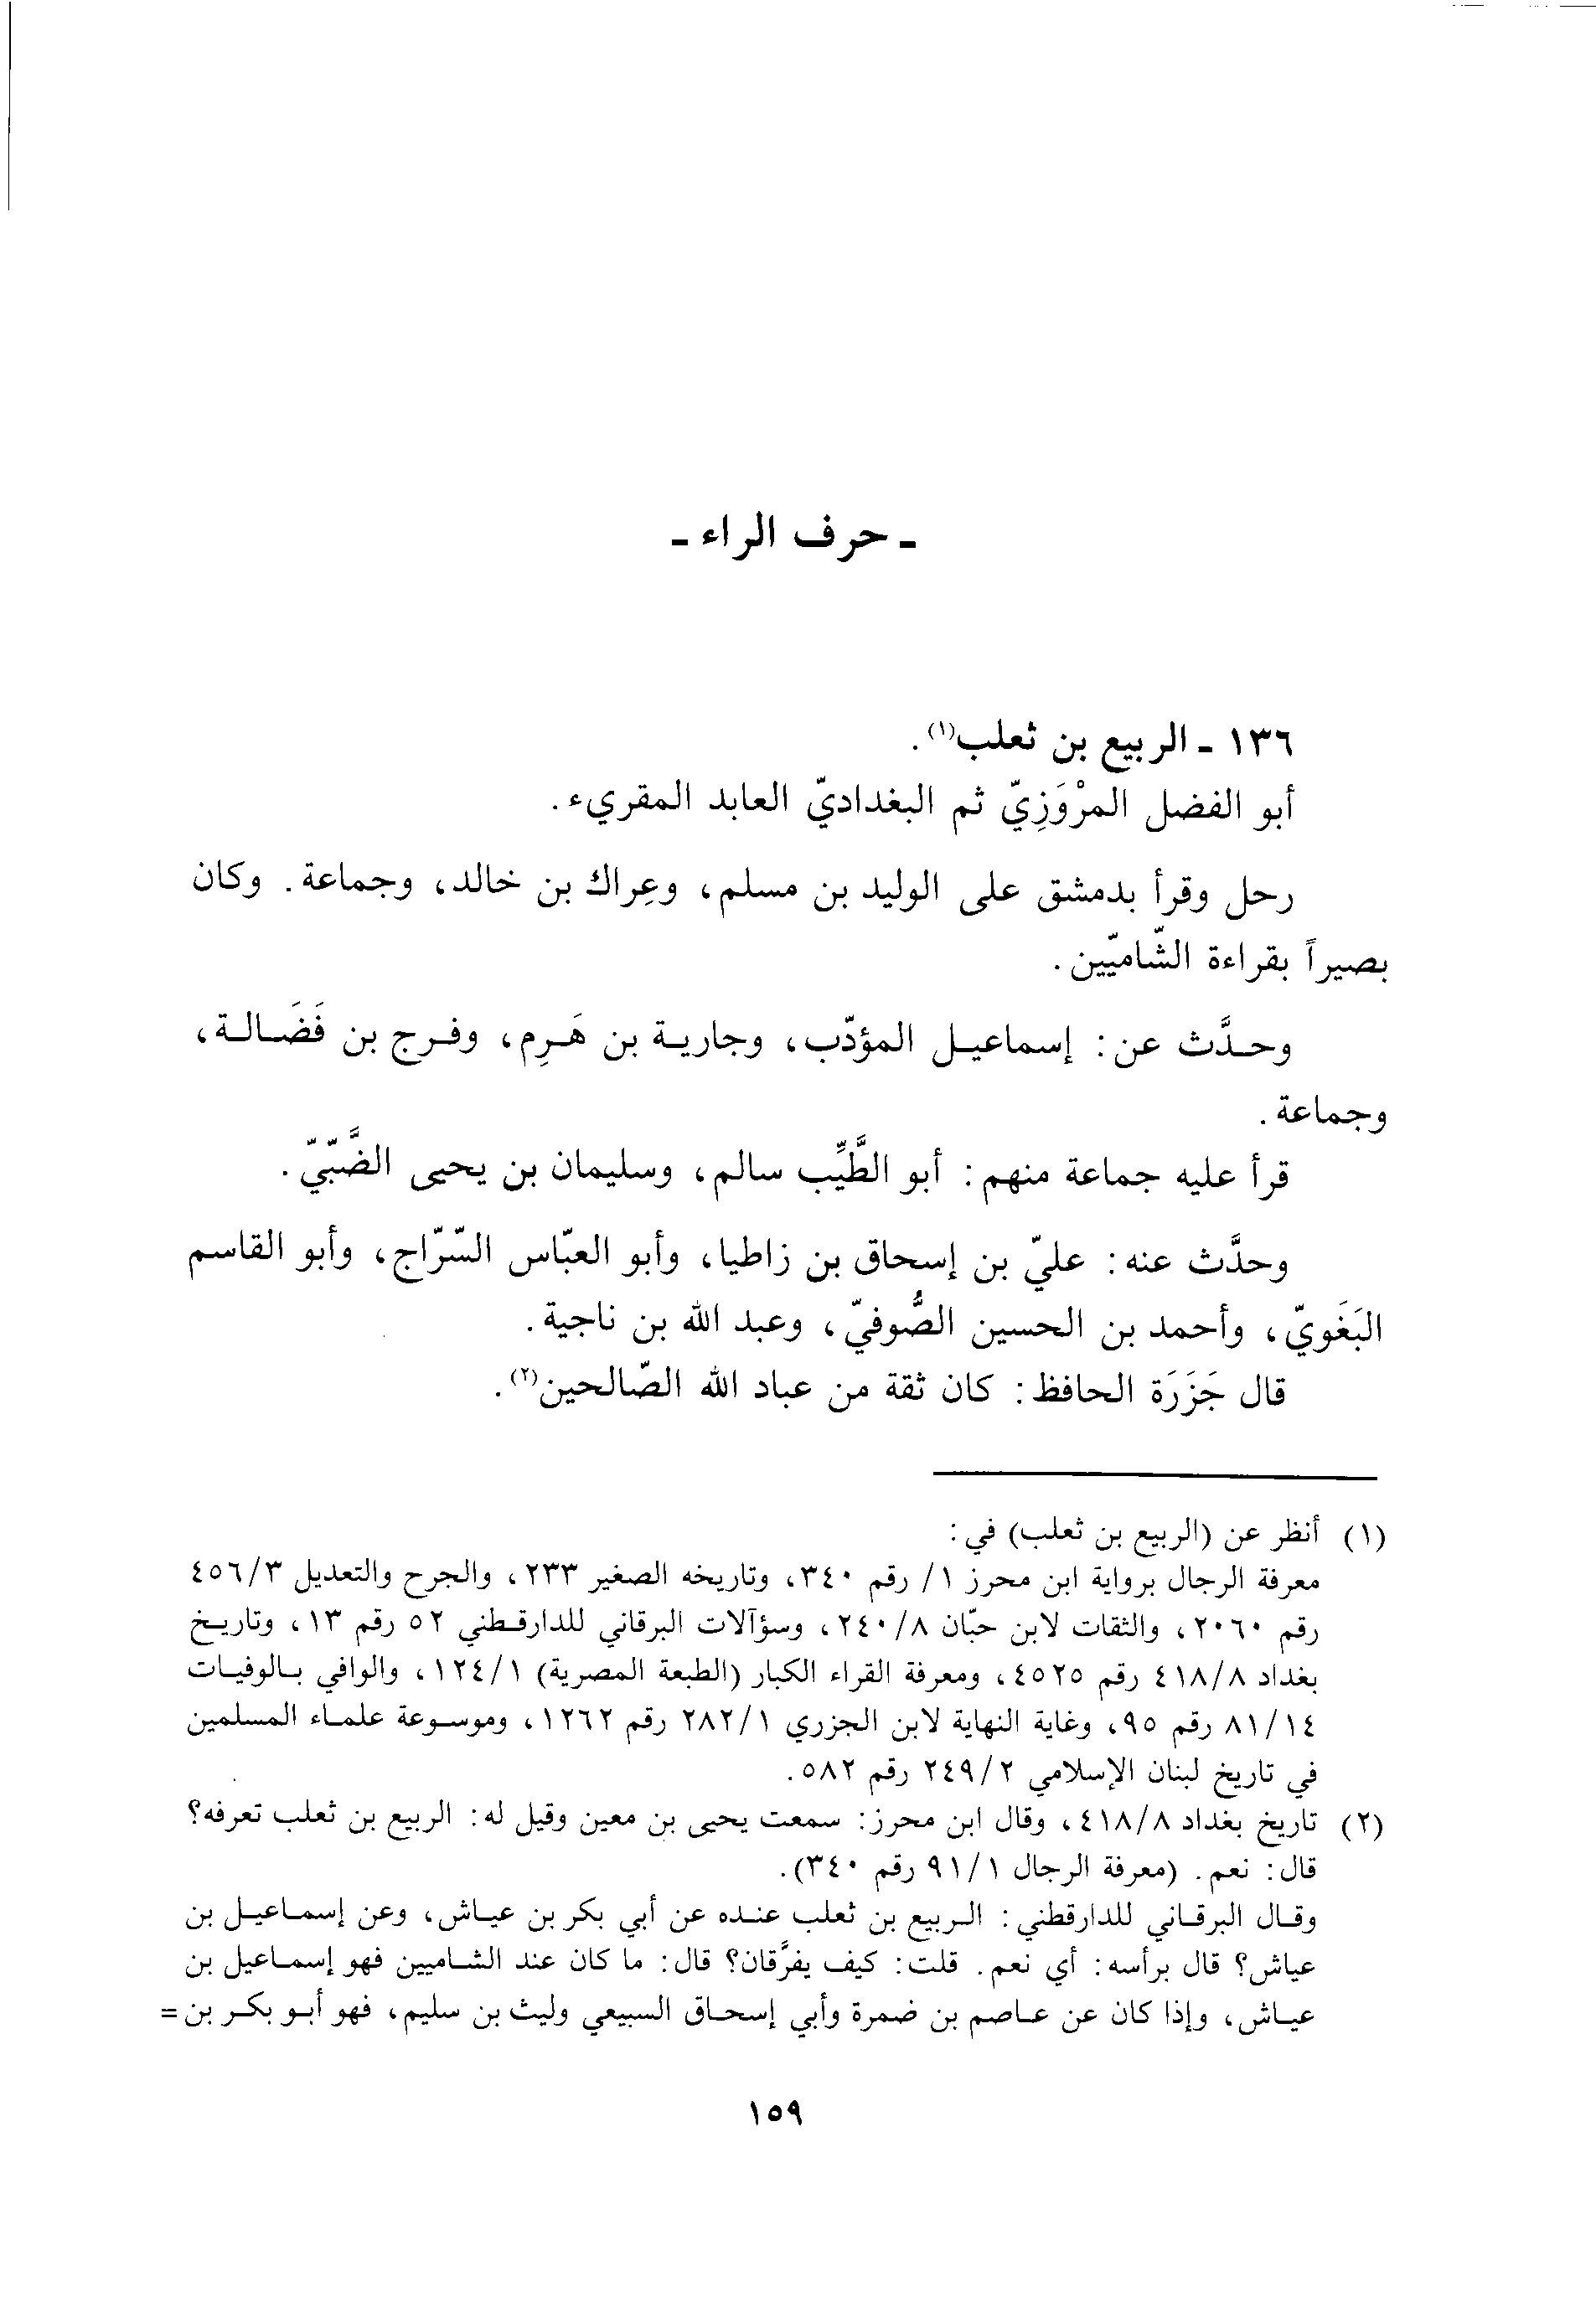 ـ حرف الراء ـ
١٣٦ ـ الربيع بن ثعلب(١).
أبو الفضل المرْوَزِيّ ثم البغداديّ العابد المقريء.
رحل وقرأ بدمشق على الوليد بن مسلم، وعِراك بن خالد، وجماعة. وكان
بصيراً بقراءة الشّاميّين.
وحدَّث عن: إسماعيل المؤدّب، وجارية بن هَرِم، وفرج بن فَضَالة،
وجماعة.
قرأ عليه جماعة منهم: أبو الطَّيِّب سالم، وسليمان بن يحيى الضَّبّيّ.
وحدَّث عنه: عليّ بن إسحاق بن زاطيا، وأبو العبّاس السّرّاج، وأبو القاسم
البَغَويّ، وأحمد بن الحسين الصُّوفيّ، وعبد الله بن ناجية.
قال جَزَرَة الحافظ: كان ثقة من عباد الله الصّالحين(٢).
(١) أنظر عن (الربيع بن ثعلب) في:
معرفة الرجال برواية ابن محرز ١/ رقم ٣٤٠، وتاريخه الصغير ٢٣٣، والجرح والتعديل ٤٥٦/٣
رقم ٢٠٦٠، والثقات لابن حبّان ٢٤٠/٨، وسؤآلات البرقاني للدارقطني ٥٢ رقم ١٣، وتاريخ
بغداد ٤١٨/٨ رقم ٤٥٢٥، ومعرفة القراء الكبار (الطبعة المصرية) ١٢٤/١، والوافي بالوفيات
٨١/١٤ رقم ٩٥، وغاية النهاية لابن الجزري ٢٨٢/١ رقم ١٢٦٢، وموسوعة علماء المسلمين
في تاريخ لبنان الإسلامي ٢٤٩/٢ رقم ٥٨٢.
(٢) تاريخ بغداد ٤١٨/٨، وقال ابن محرز: سمعت يحيى بن معين وقيل له: الربيع بن ثعلب تعرفه؟
قال: نعم. (معرفة الرجال ٩١/١ رقم ٣٤٠).
وقال البرقاني للدارقطني: الربيع بن ثعلب عنده عن أبي بكر بن عياش، وعن إسماعيل بن
عياش؟ قال برأسه: أي نعم. قلت: كيف يفرَّقان؟ قال: ما كان عند الشاميين فهو إسماعيل بن
عياش، وإذا كان عن عاصم بن ضمرة وأبي إسحاق السبيعي وليث بن سليم، فهو أبو بكر بن =
١٥٩